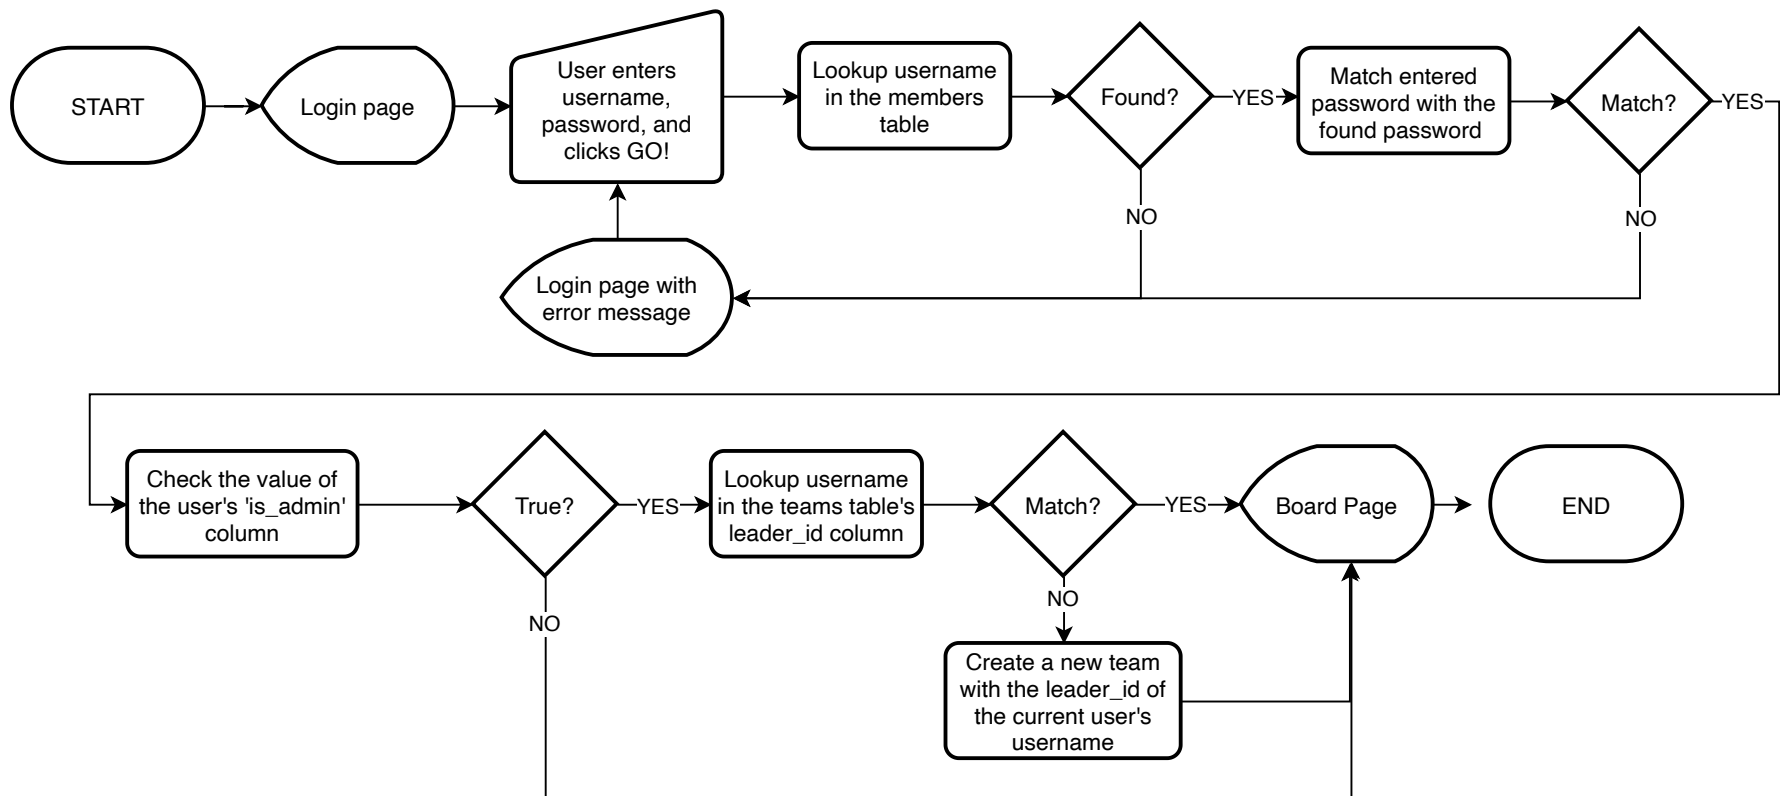 START
Login page
User enters
username,
password, and
clicks GO!
Lookup username
in the members
table
Found?
YES
Match entered
password with the
found password
Match?
YES
NO
NO
Login page with
error message
Check the value of
the user's 'is_admin'
column
True?
YES
Lookup username
in the teams table's
leader_id column
Match?
YES
Board Page
END
NO
NO
Create a new team
with the leader_id of
the current user's
username